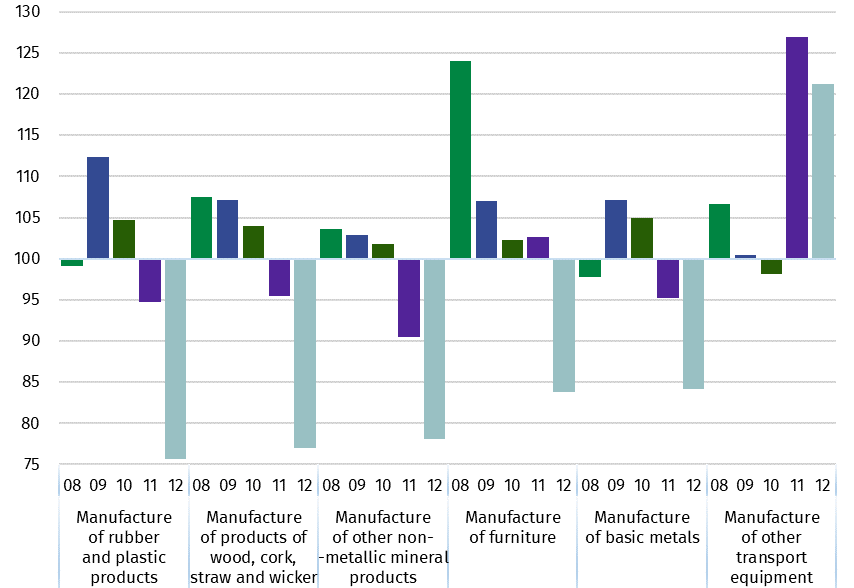 130
125
120
115
110
105
100
95
90
85
80
75
08 09 10 11 12 08 09 10 11 12 08 09 10 11 12 08 09 10 11 12 08 09 10 11 12 08 09 10 11 12
Manufacture
of rubber
and plastic
products
Manufacture
of products of
wood, cork,
straw and wicker
Manufacture
of other non-
-metallic mineral
products
Manufacture
of furniture
Manufacture
of basic metals
Manufacture
of other
transport
equipment